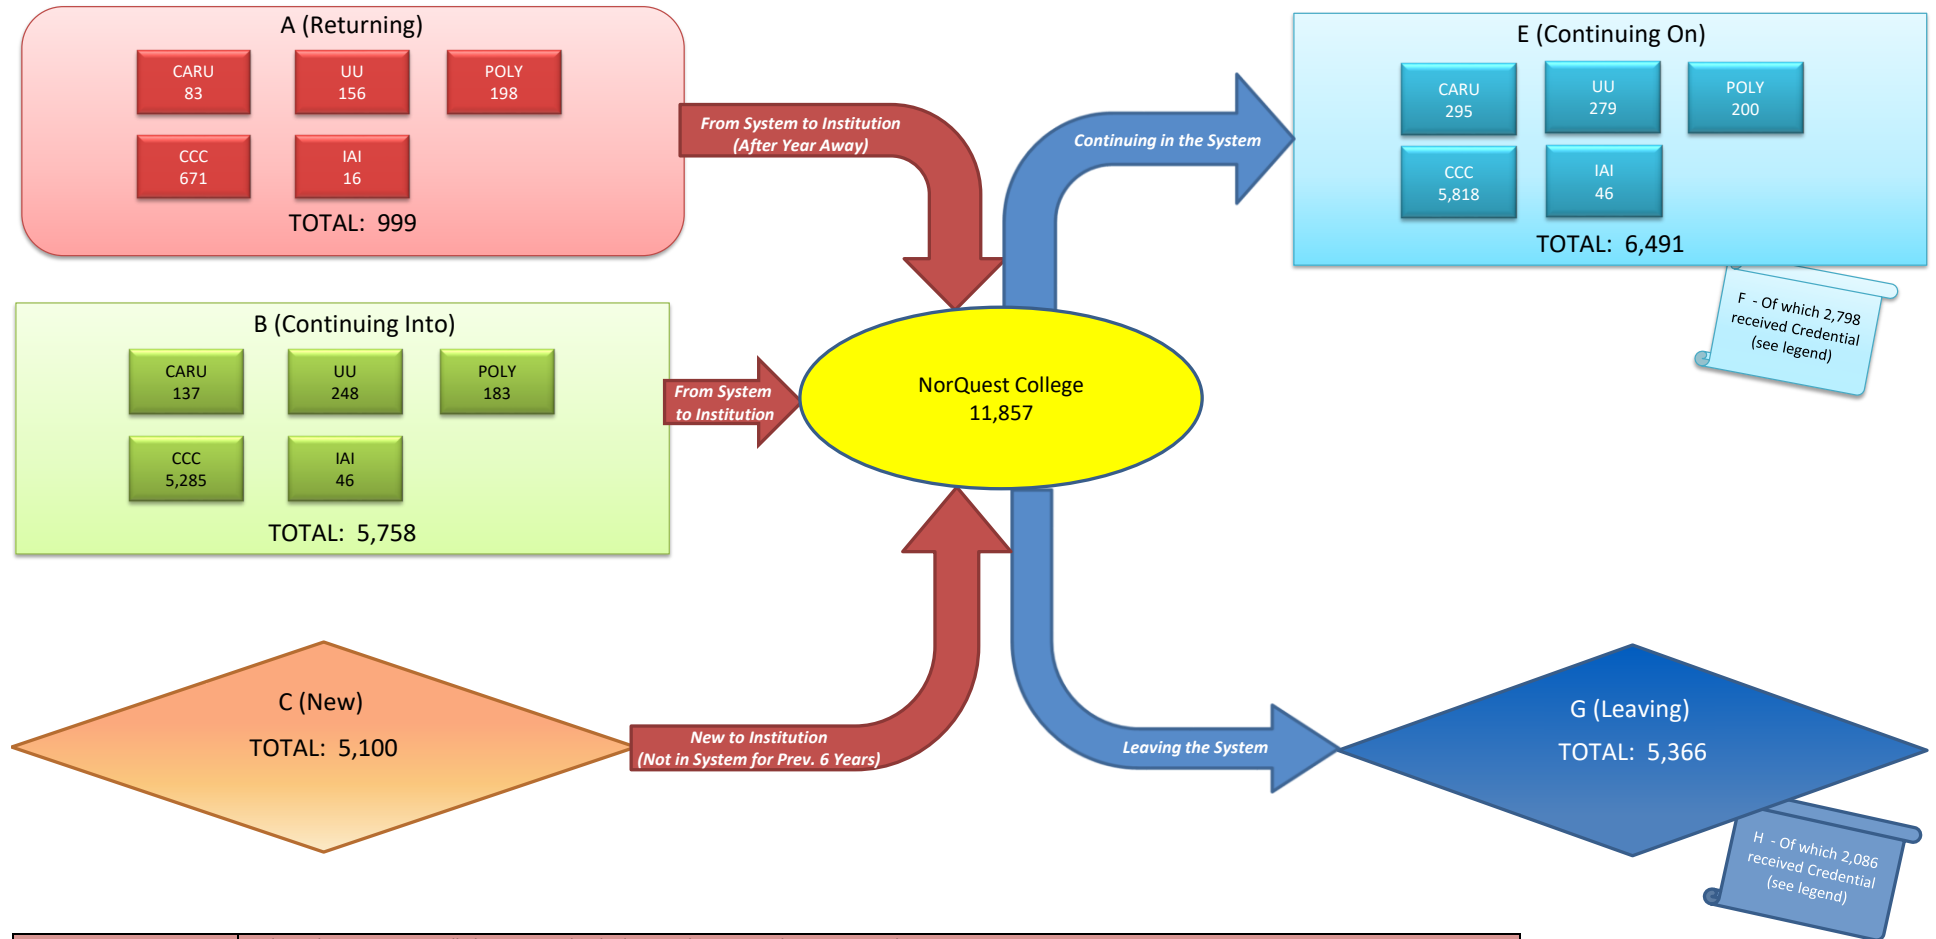 A (Returning)
CARU
83
UU
156
POLY
198
CCC
671
IAI
16
TOTAL:  999
From System to Institution
(After Year Away)
B (Continuing Into)
CARU
137
UU
248
POLY
183
CCC
5,285
IAI
46
TOTAL:  5,758
From System
to Institution
C (New)
TOTAL:  5,100
New to Institution
(Not in System for Prev. 6 Years)
NorQuest College
11,857
Continuing in the System
E (Continuing On)
CARU
295
UU
279
POLY
200
CCC
5,818
IAI
46
TOTAL:  6,491
F  - Of which 2,798
received Credential
(see legend)
Leaving the System
G (Leaving)
TOTAL:  5,366
H  - Of which 2,086
received Credential
(see legend)